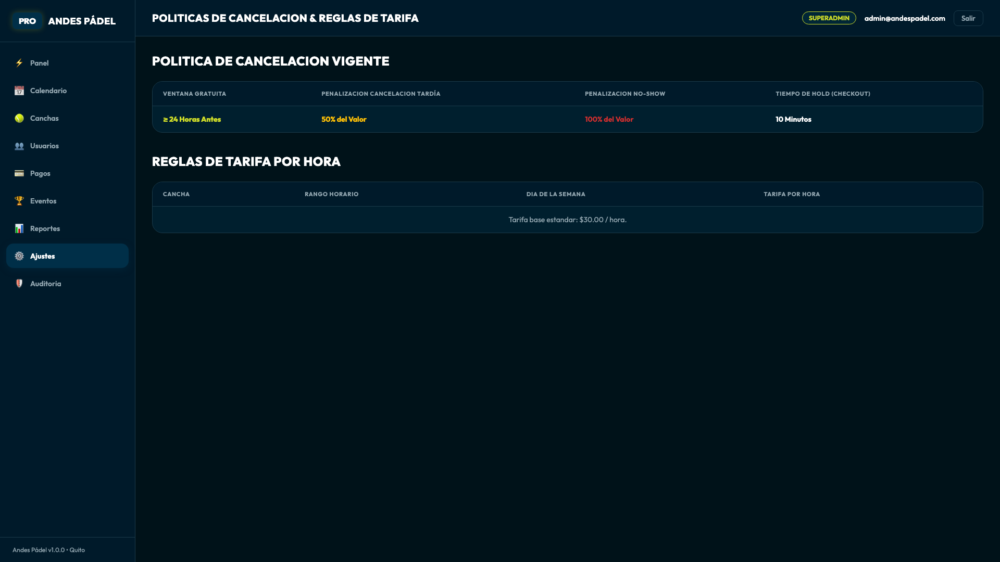 PRO ANDES PÁDEL
Panel
Calendario
Canchas
Usuarios
Pagos
Eventos
Reportes
Ajustes
Auditoria
Andes Pádel v1.0.0 • Quito
POLITICAS DE CANCELACION & REGLAS DE TARIFA
SUPERADMIN admin@andespadel.com Salir
POLITICA DE CANCELACION VIGENTE
VENTANA GRATUITA PENALIZACION CANCELACION TARDÍA PENALIZACION NO-SHOW TIEMPO DE HOLD (CHECKOUT)
≥ 24 Horas Antes 50% del Valor 100% del Valor 10 Minutos
REGLAS DE TARIFA POR HORA
CANCHA RANGO HORARIO DIA DE LA SEMANA TARIFA POR HORA
Tarifa base estandar: $30.00 / hora.